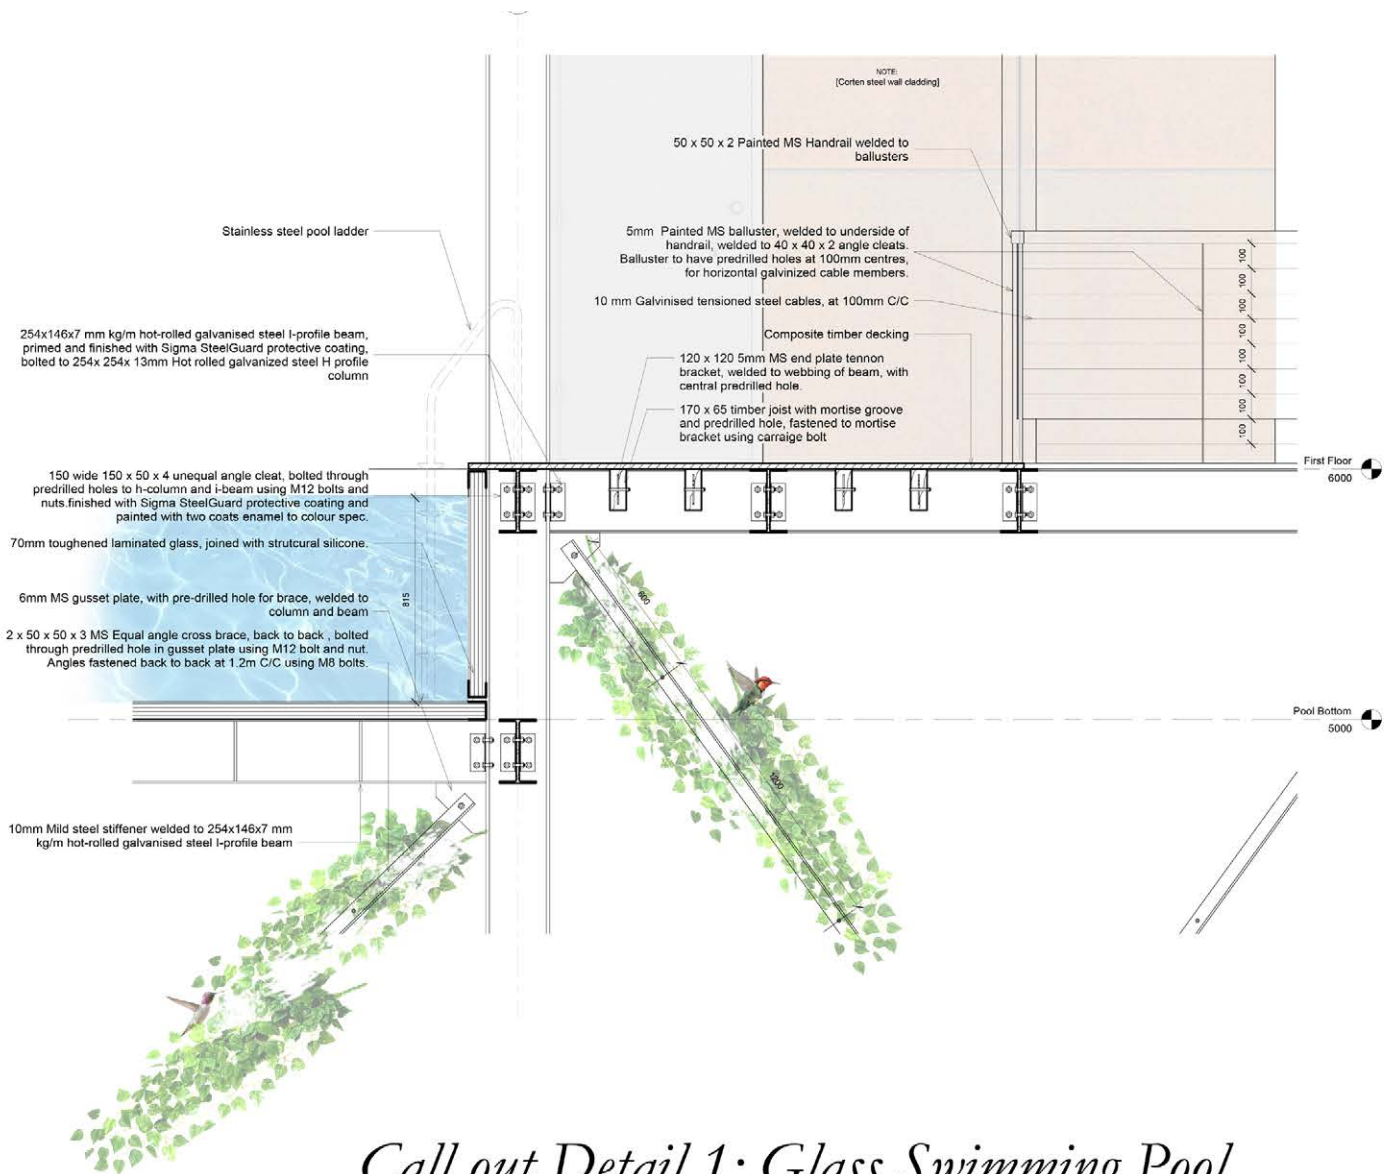 NOTE:
[Corten steel wall cladding]
50 x 50 x 2 Painted MS Handrail welded to
ballusters
Stainless steel pool ladder
5mm  Painted MS balluster, welded to underside of
handrail, welded to 40 x 40 x 2 angle cleats.
Balluster to have predrilled holes at 100mm centres,
for horizontal galvinized cable members.
10 mm Galvinised tensioned steel cables, at 100mm C/C
Composite timber decking
254x146x7 mm kg/m hot-rolled galvanised steel I-profile beam,
primed and finished with Sigma SteelGuard protective coating,
bolted to 254x 254x 13mm Hot rolled galvanized steel H profile
column
120 x 120 5mm MS end plate tennon
bracket, welded to webbing of beam, with
central predrilled hole.
170 x 65 timber joist with mortise groove
and predrilled hole, fastened to mortise
bracket using carraige bolt
100
100
100
100
100
100
100
100
First Floor
6000
150 wide 150 x 50 x 4 unequal angle cleat, bolted through
predrilled holes to h-column and i-beam using M12 bolts and
nuts.finished with Sigma SteelGuard protective coating and
painted with two coats enamel to colour spec.
70mm toughened laminated glass, joined with strutcural silicone.
6mm MS gusset plate, with pre-drilled hole for brace, welded to
column and beam
2 x 50 x 50 x 3 MS Equal angle cross brace, back to back , bolted
through predrilled hole in gusset plate using M12 bolt and nut.
Angles fastened back to back at 1.2m C/C using M8 bolts.
815
600
1200
Pool Bottom
5000
10mm Mild steel stiffener welded to 254x146x7 mm
kg/m hot-rolled galvanised steel I-profile beam
Call out Detail 1: Glass Swimming Pool